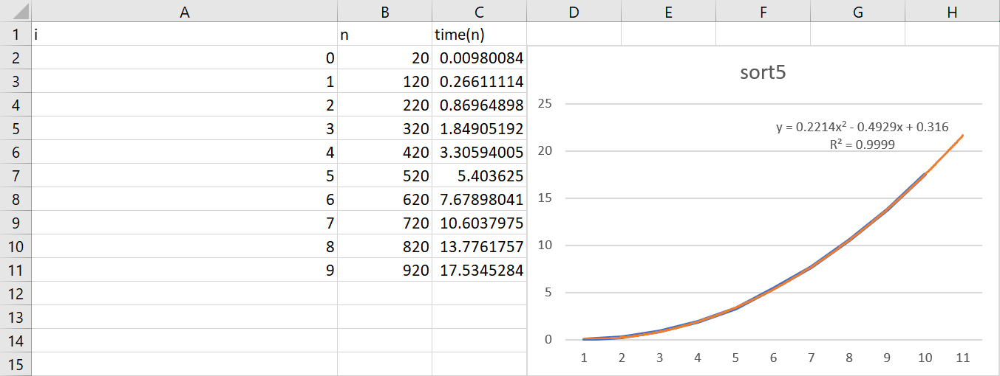 A B C D E F G H
1 i n time(n)
2 0 20 0.00980084
3 1 120 0.26611114
4 2 220 0.86964898
5 3 320 1.84905192
6 4 420 3.30594005
7 5 520 5.403625
8 6 620 7.67898041
9 7 720 10.6037975
10 8 820 13.7761757
11 9 920 17.5345284
12
13
14
15
sort5
25
y = 0.2214x² - 0.4929x + 0.316
R² = 0.9999
20
15
10
5
0
1 2 3 4 5 6 7 8 9 10 11